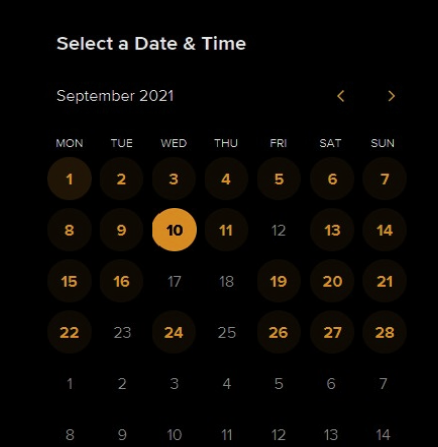 Select a Date & Time
September 2021 < >
MON TUE WED THU FRI SAT SUN
1 2 3 4 5 6 7
8 9 10 11 12 13 14
15 16 17 18 19 20 21
22 23 24 25 26 27 28
1 2 3 4 5 6 7
8 9 10 11 12 13 14